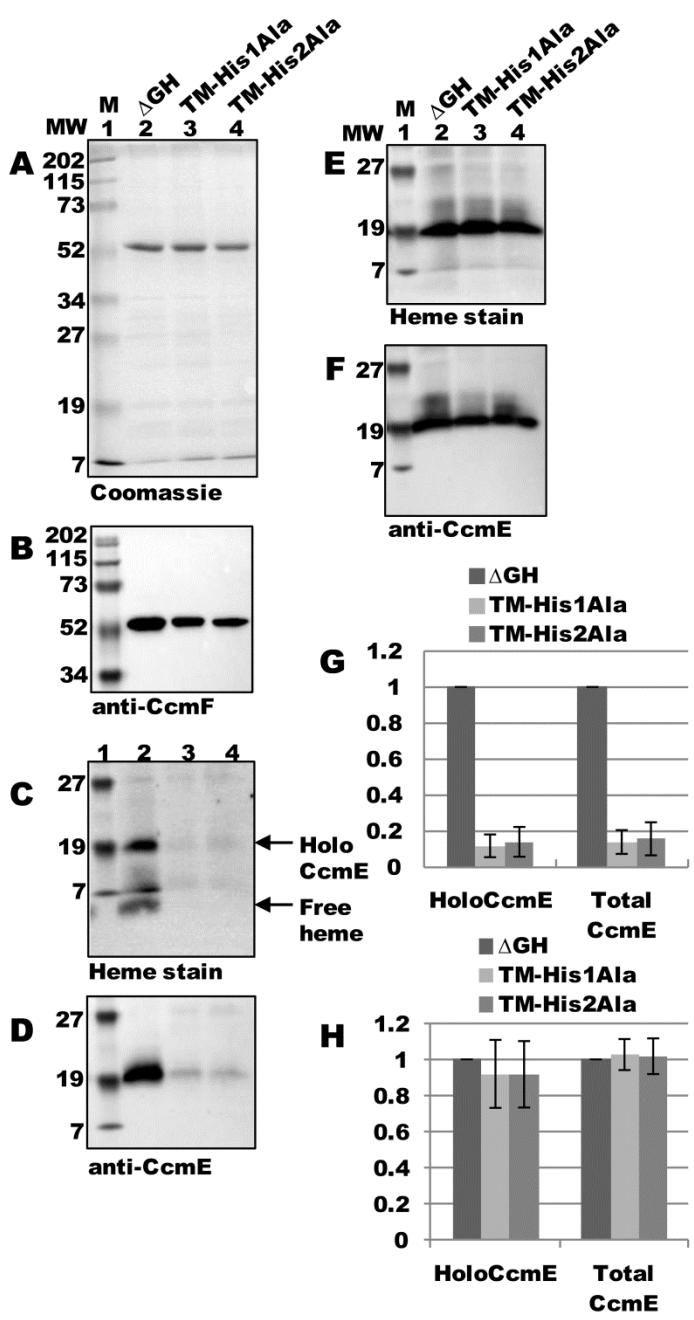 M ΔGH TM-His1Ala TM-His2Ala
MW 1 2 3 4
A
202
115
73
52
34
27
19
7
Coomassie
B
202
115
73
52
34
anti-CcmF
1 2 3 4
C
27
19
7
Holo
CcmE
Free
heme
Heme stain
D
27
19
7
anti-CcmE
M ΔGH TM-His1Ala TM-His2Ala
MW 1 2 3 4
E
27
19
7
Heme stain
F
27
19
7
anti-CcmE
ΔGH
TM-His1Ala
TM-His2Ala
G
1.2
1
0.8
0.6
0.4
0.2
0
HoloCcmE Total
CcmE
ΔGH
TM-His1Ala
TM-His2Ala
H
1.2
1
0.8
0.6
0.4
0.2
0
HoloCcmE Total
CcmE